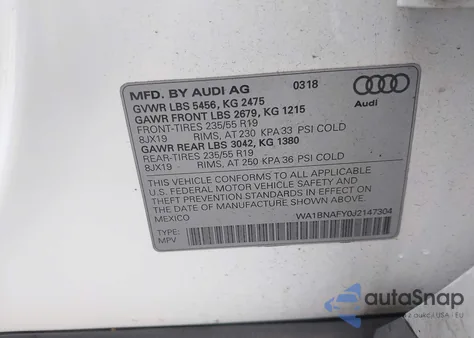 MFD. BY AUDI AG 0318
GVWR LBS 5456, KG 2475
GAWR FRONT LBS 2679, KG 1215
FRONT-TIRES 235/55 R19
8JX19 RIMS, AT 230 KPA 33 PSI COLD
GAWR REAR LBS 3042, KG 1380
REAR-TIRES 235/55 R19
8JX19 RIMS, AT 250 KPA 36 PSI COLD
Audi
THIS VEHICLE CONFORMS TO ALL APPLICABLE
U.S. FEDERAL MOTOR VEHICLE SAFETY AND
THEFT PREVENTION STANDARDS IN EFFECT ON
THE DATE OF MANUFACTURE SHOWN ABOVE.
MEXICO
WA1BNAFY0J2147304
TYPE:
MPV
autoSnap